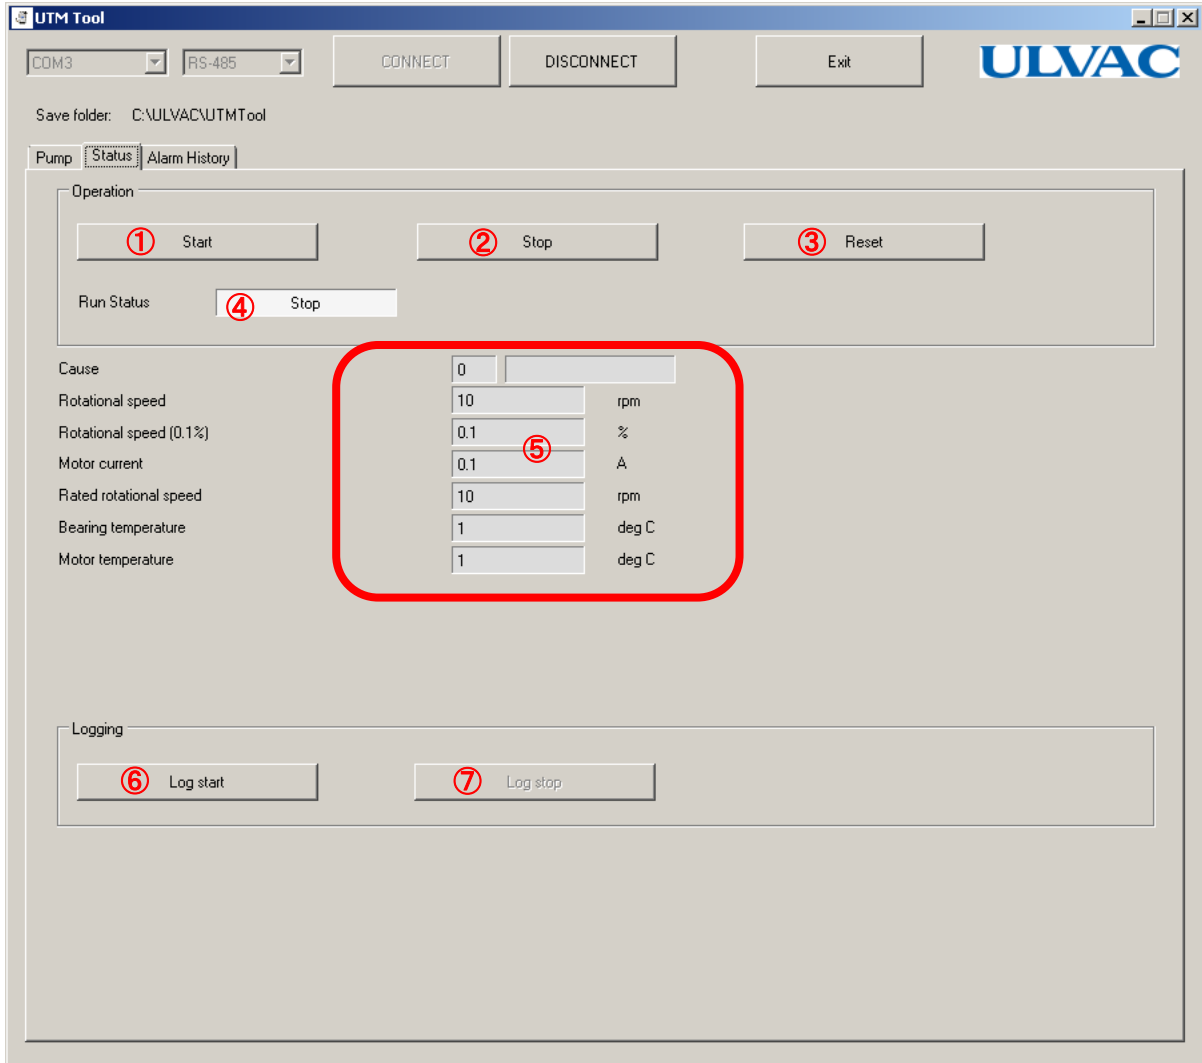 UTM Tool
COM3 RS-485 CONNECT DISCONNECT Exit ULVAC
Save folder: C:\ULVAC\UTMTool
Pump Status Alarm History
Operation
① Start ② Stop ③ Reset
Run Status ④ Stop
Cause 0
Rotational speed 10 rpm
Rotational speed (0.1%) 0.1 %
⑤
Motor current 0.1 A
Rated rotational speed 10 rpm
Bearing temperature 1 deg C
Motor temperature 1 deg C
Logging
⑥ Log start ⑦ Log stop